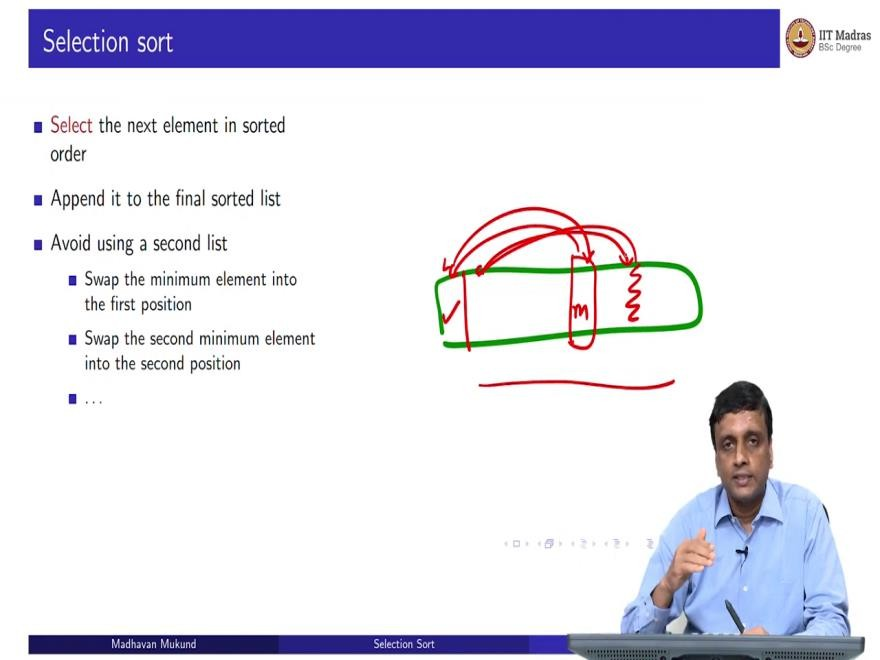 Selection sort
IIT Madras
BSc Degree
Select the next element in sorted
order
Append it to the final sorted list
Avoid using a second list
Swap the minimum element into
the first position
Swap the second minimum element
into the second position
. . .
m
Madhavan Mukund
Selection Sort